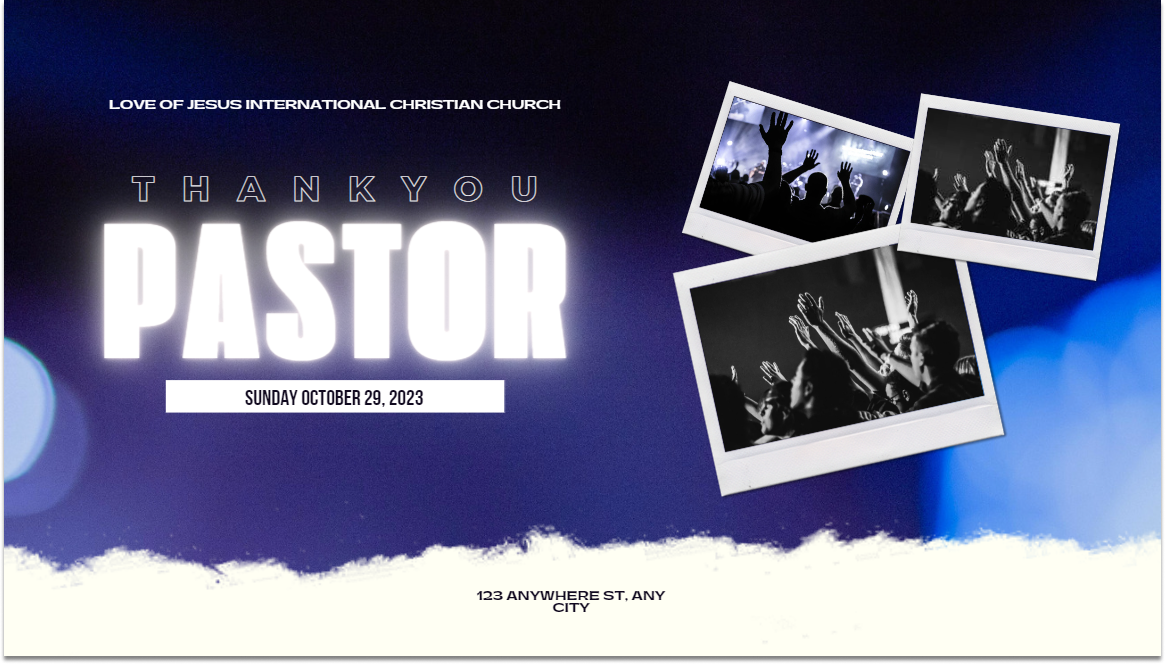 LOVE OF JESUS INTERNATIONAL CHRISTIAN CHURCH
THANKYOU
PASTOR
SUNDAY OCTOBER 29, 2023
123 ANYWHERE ST, ANY
CITY